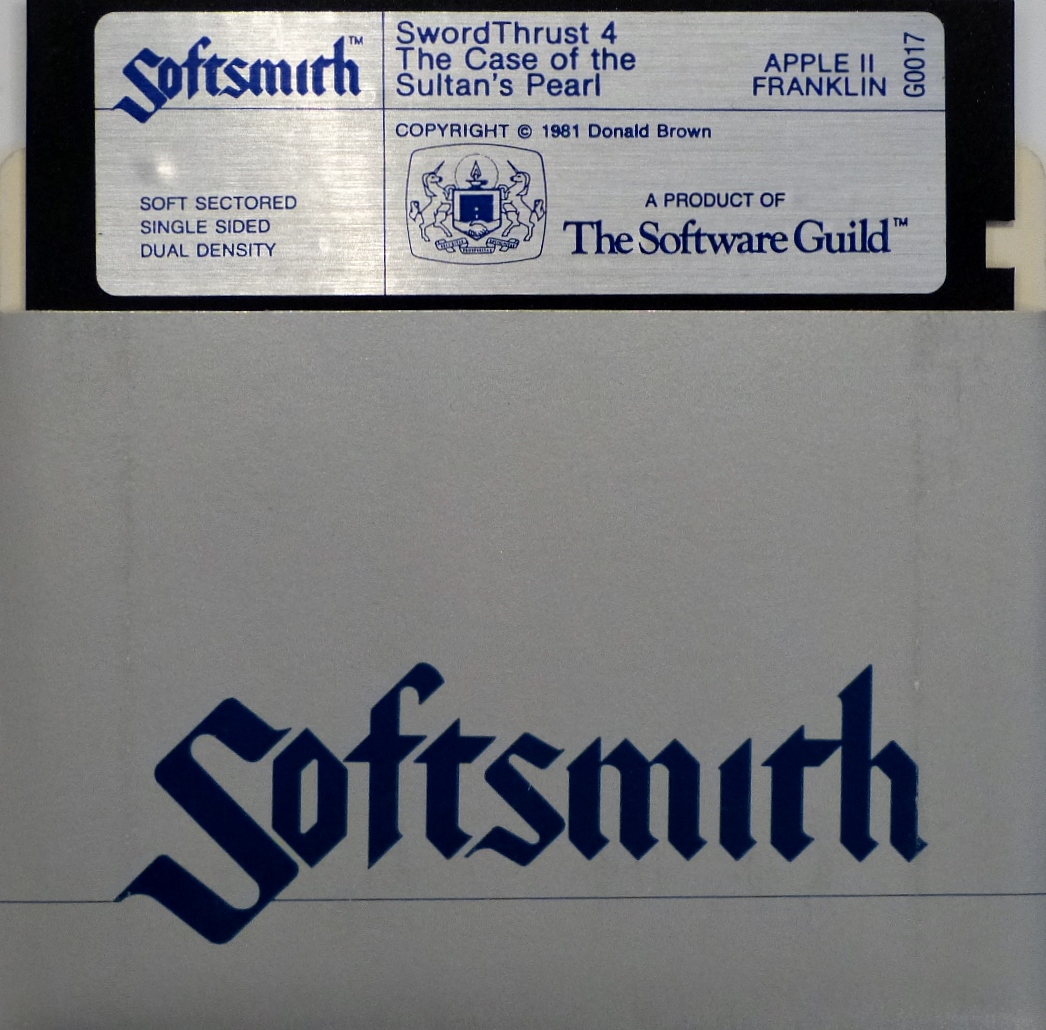 Softsmith™
SwordThrust 4
The Case of the
Sultan's Pearl
APPLE II
FRANKLIN
G0017
COPYRIGHT © 1981 Donald Brown
SOFT SECTORED
SINGLE SIDED
DUAL DENSITY
A PRODUCT OF
The Software Guild™
Softsmith